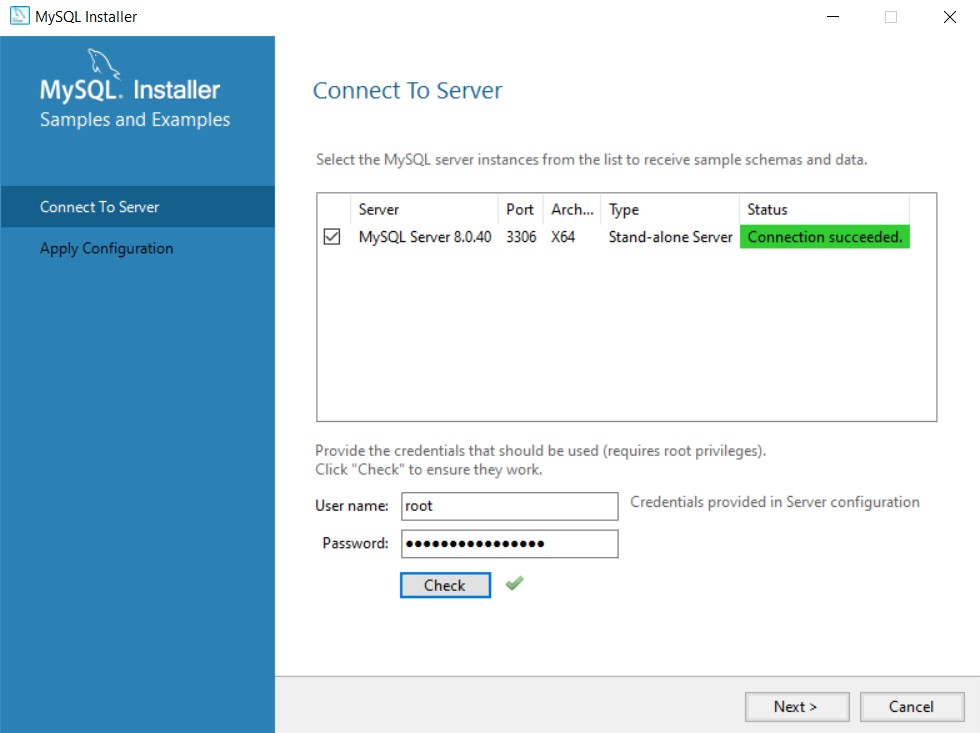 MySQL Installer
MySQL. Installer
Samples and Examples
Connect To Server
Apply Configuration
Connect To Server
Select the MySQL server instances from the list to receive sample schemas and data.
Server Port Arch... Type Status
MySQL Server 8.0.40 3306 X64 Stand-alone Server Connection succeeded.
Provide the credentials that should be used (requires root privileges).
Click "Check" to ensure they work.
User name: root Credentials provided in Server configuration
Password: ●●●●●●●●●●●●●●●●
Check
Next > Cancel